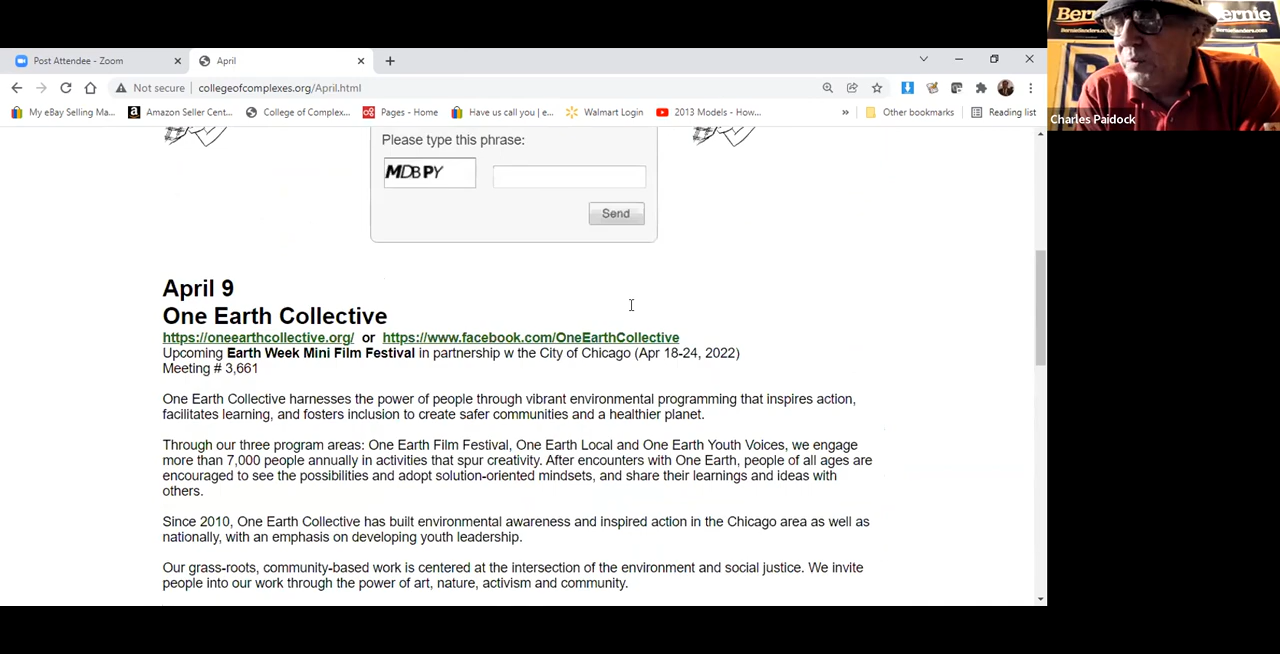 Post Attendee - Zoom
April
Not secure
collegeofcomplexes.org/April.html
My eBay Selling Ma...
Amazon Seller Cent...
College of Complex...
Pages - Home
Have us call you | e...
Walmart Login
2013 Models - How...
»
Other bookmarks
Reading list
Bernie
BernieSanders.com
ernie
BernieSanders.com
Charles Paidock
Please type this phrase:
MDBPY
Send
April 9
One Earth Collective
https://oneearthcollective.org/ or https://www.facebook.com/OneEarthCollective
Upcoming Earth Week Mini Film Festival in partnership w the City of Chicago (Apr 18-24, 2022)
Meeting # 3,661
One Earth Collective harnesses the power of people through vibrant environmental programming that inspires action,
facilitates learning, and fosters inclusion to create safer communities and a healthier planet.
Through our three program areas: One Earth Film Festival, One Earth Local and One Earth Youth Voices, we engage
more than 7,000 people annually in activities that spur creativity. After encounters with One Earth, people of all ages are
encouraged to see the possibilities and adopt solution-oriented mindsets, and share their learnings and ideas with
others.
Since 2010, One Earth Collective has built environmental awareness and inspired action in the Chicago area as well as
nationally, with an emphasis on developing youth leadership.
Our grass-roots, community-based work is centered at the intersection of the environment and social justice. We invite
people into our work through the power of art, nature, activism and community.